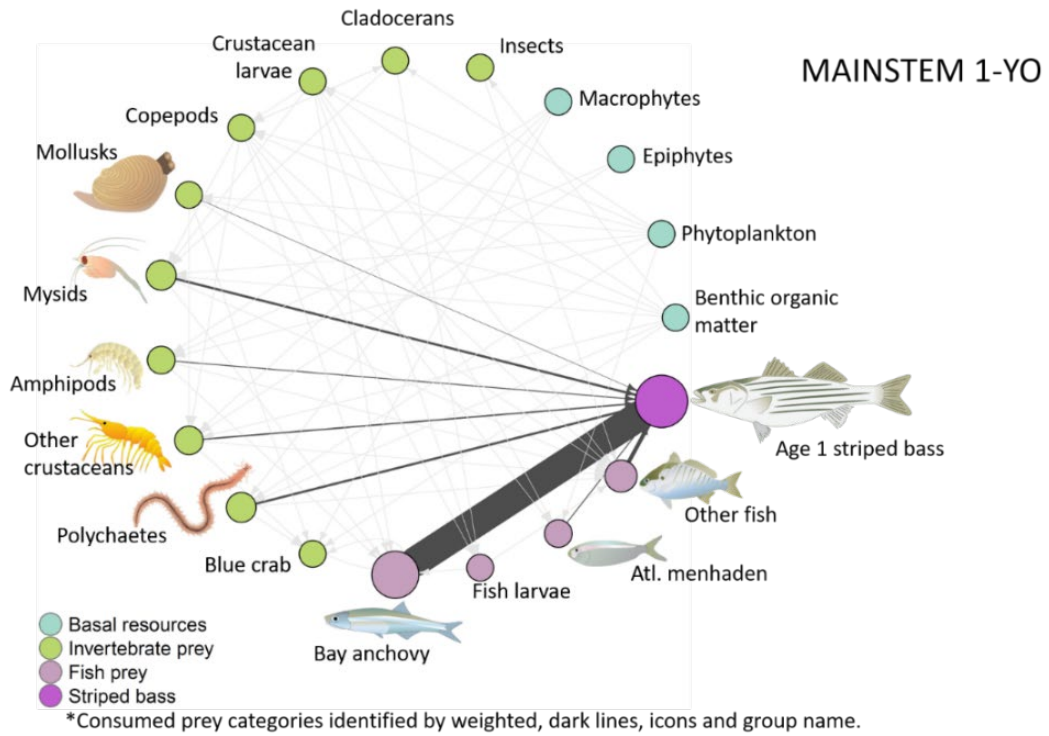 Cladocerans
Crustacean
larvae
Insects
MAINSTEM 1-YO
Macrophytes
Copepods
Mollusks
Epiphytes
Phytoplankton
Mysids
Benthic organic
matter
Amphipods
Age 1 striped bass
Other
crustaceans
Other fish
Polychaetes
Blue crab
Atl. menhaden
Fish larvae
Bay anchovy
Basal resources
Invertebrate prey
Fish prey
Striped bass
*Consumed prey categories identified by weighted, dark lines, icons and group name.